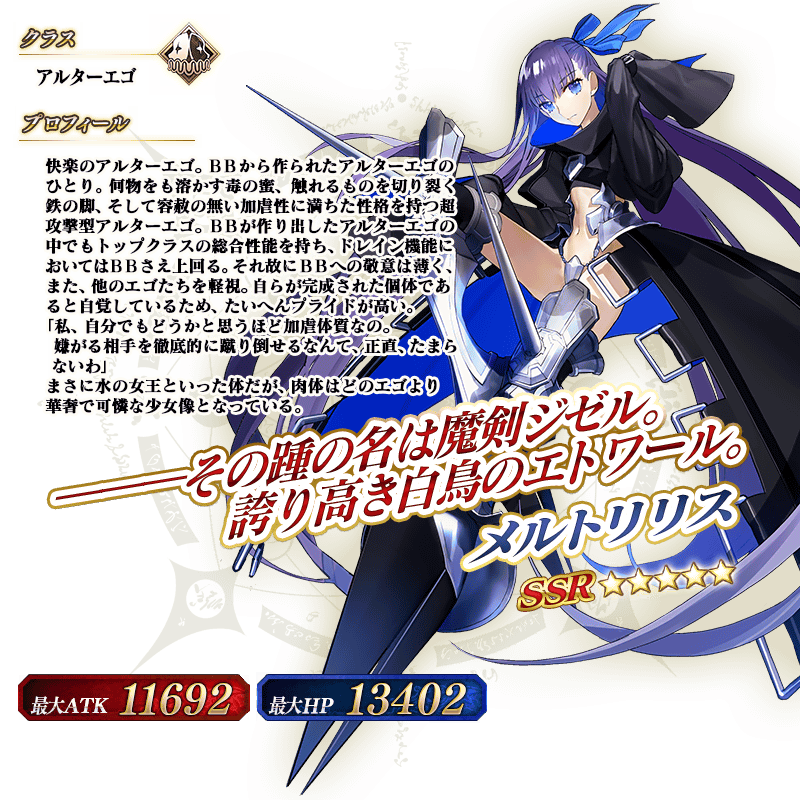 クラス
アルターエゴ
プロフィール
快楽のアルターエゴ。ＢＢから作られたアルターエゴの
ひとり。何物をも溶かす毒の蜜、触れるものを切り裂く
鉄の脚、そして容赦の無い加虐性に満ちた性格を持つ超
攻撃型アルターエゴ。ＢＢが作り出したアルターエゴの
中でもトップクラスの総合性能を持ち、ドレイン機能に
おいてはＢＢさえ上回る。それ故にＢＢへの敬意は薄く、
また、他のエゴたちを軽視。自らが完成された個体であ
ると自覚しているため、たいへんプライドが高い。
「私、自分でもどうかと思うほど加虐体質なの。
嫌がる相手を徹底的に蹴り倒せるなんて、正直、たまら
ないわ」
まさに水の女王といった体だが、肉体はどのエゴより
華奢で可憐な少女像となっている。
――その踵の名は魔剣ジゼル。
誇り高き白鳥のエトワール。
メルトリリス
SSR ★★★★★
最大ATK 11692
最大HP 13402